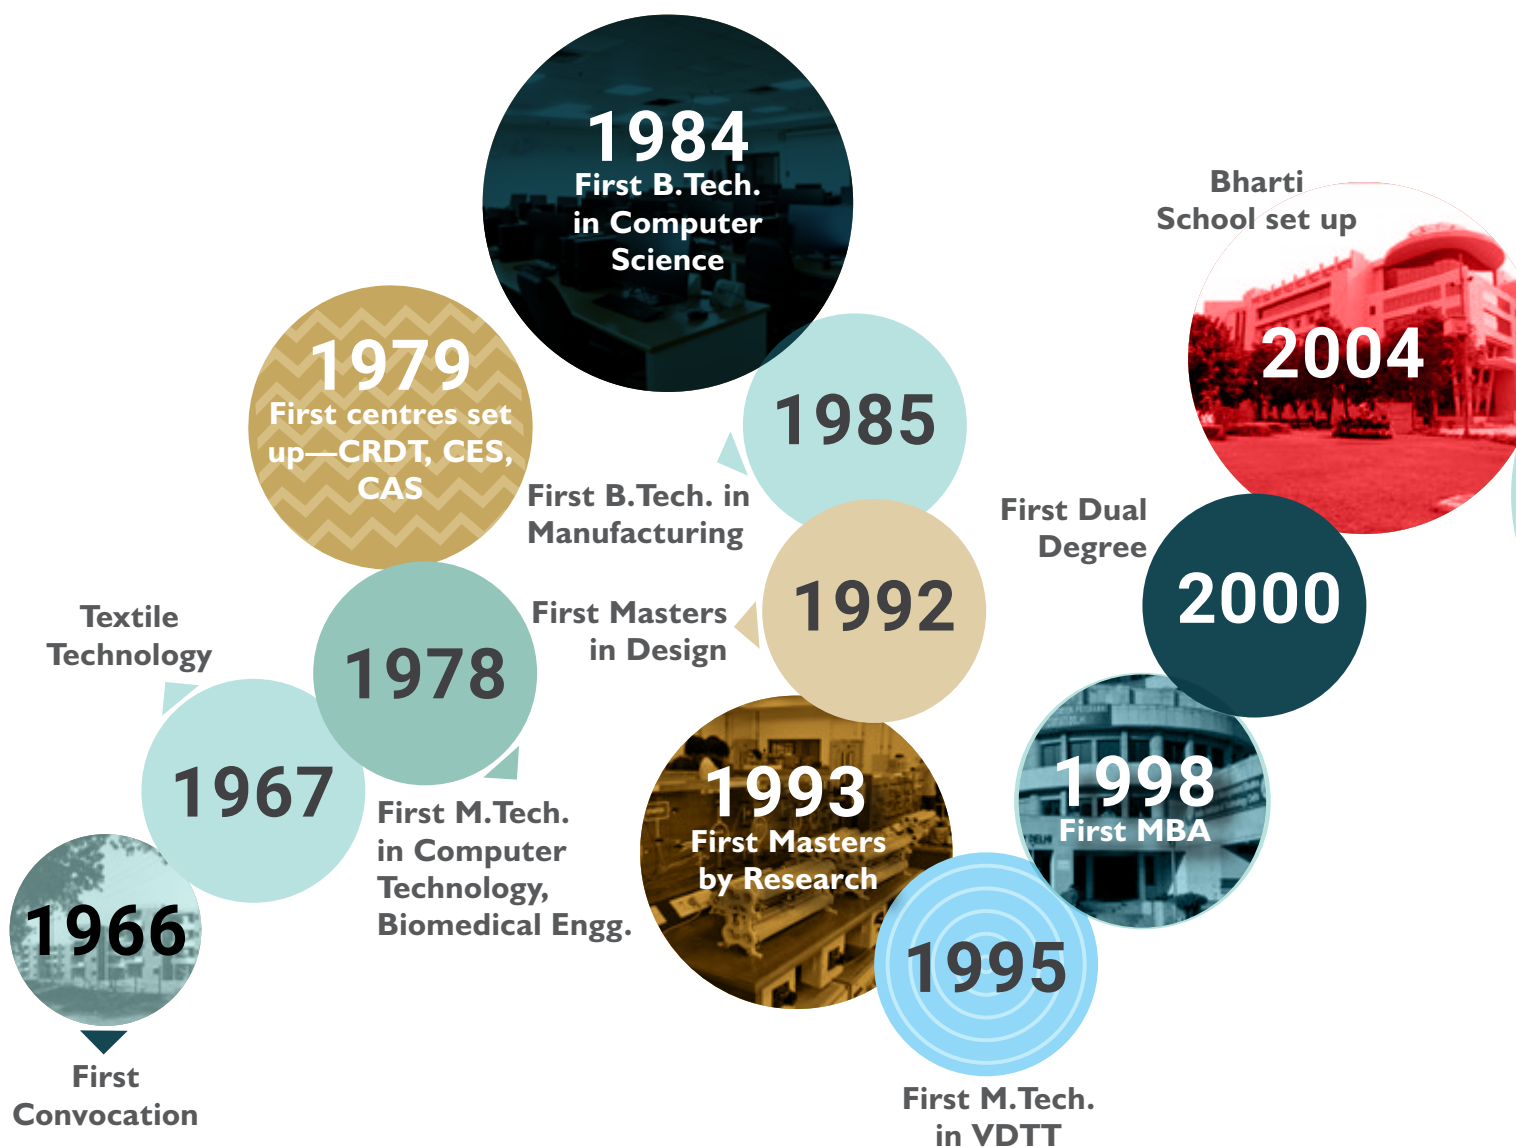 1966
First
Convocation
Textile
Technology
1967
1978
First M.Tech.
in Computer
Technology,
Biomedical Engg.
1979
First centres set
up—CRDT, CES,
CAS
1984
First B.Tech.
in Computer
Science
1985
First B.Tech. in
Manufacturing
1992
First Masters
in Design
1993
First Masters
by Research
1995
First M.Tech.
in VDTT
1998
First MBA
First Dual
Degree
2000
Bharti
School set up
2004